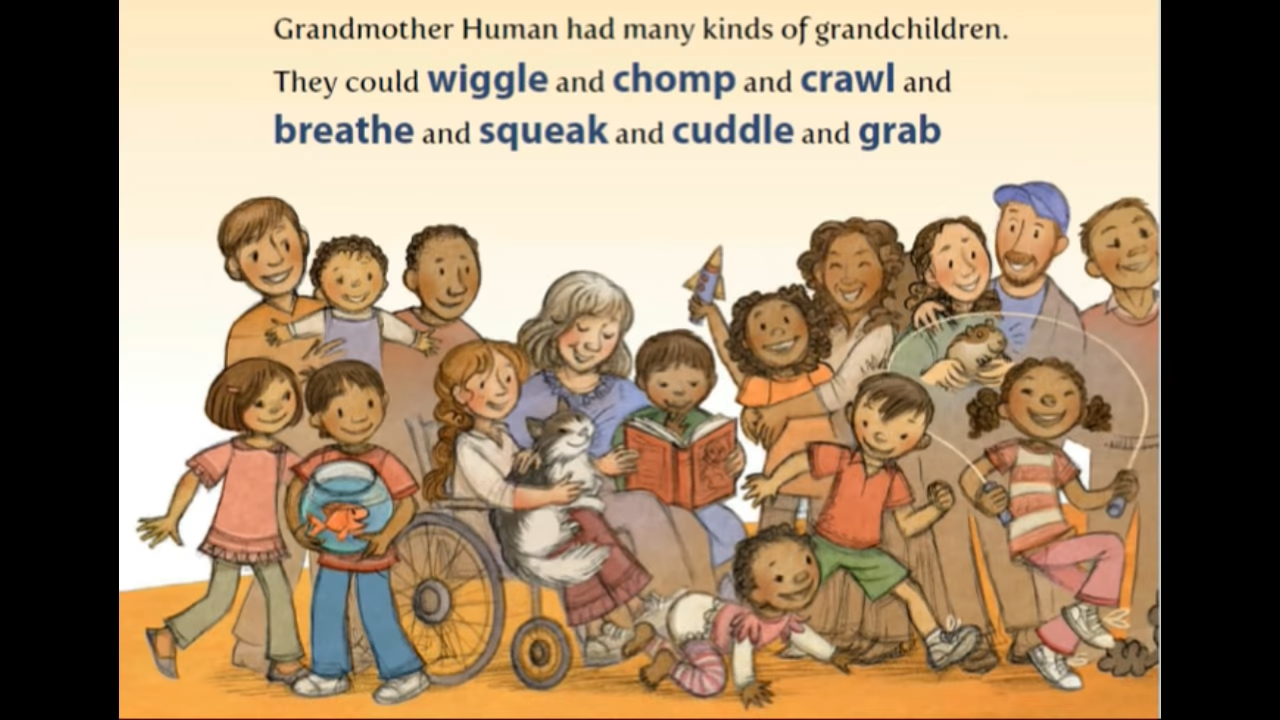 Grandmother Human had many kinds of grandchildren.
They could wiggle and chomp and crawl and
breathe and squeak and cuddle and grab